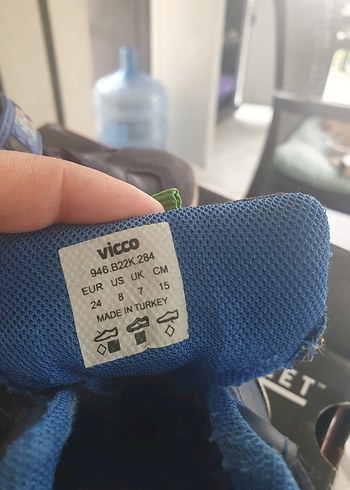 vicco
946.B22K.284
EUR US UK CM
24 8 7 15
MADE IN TURKEY